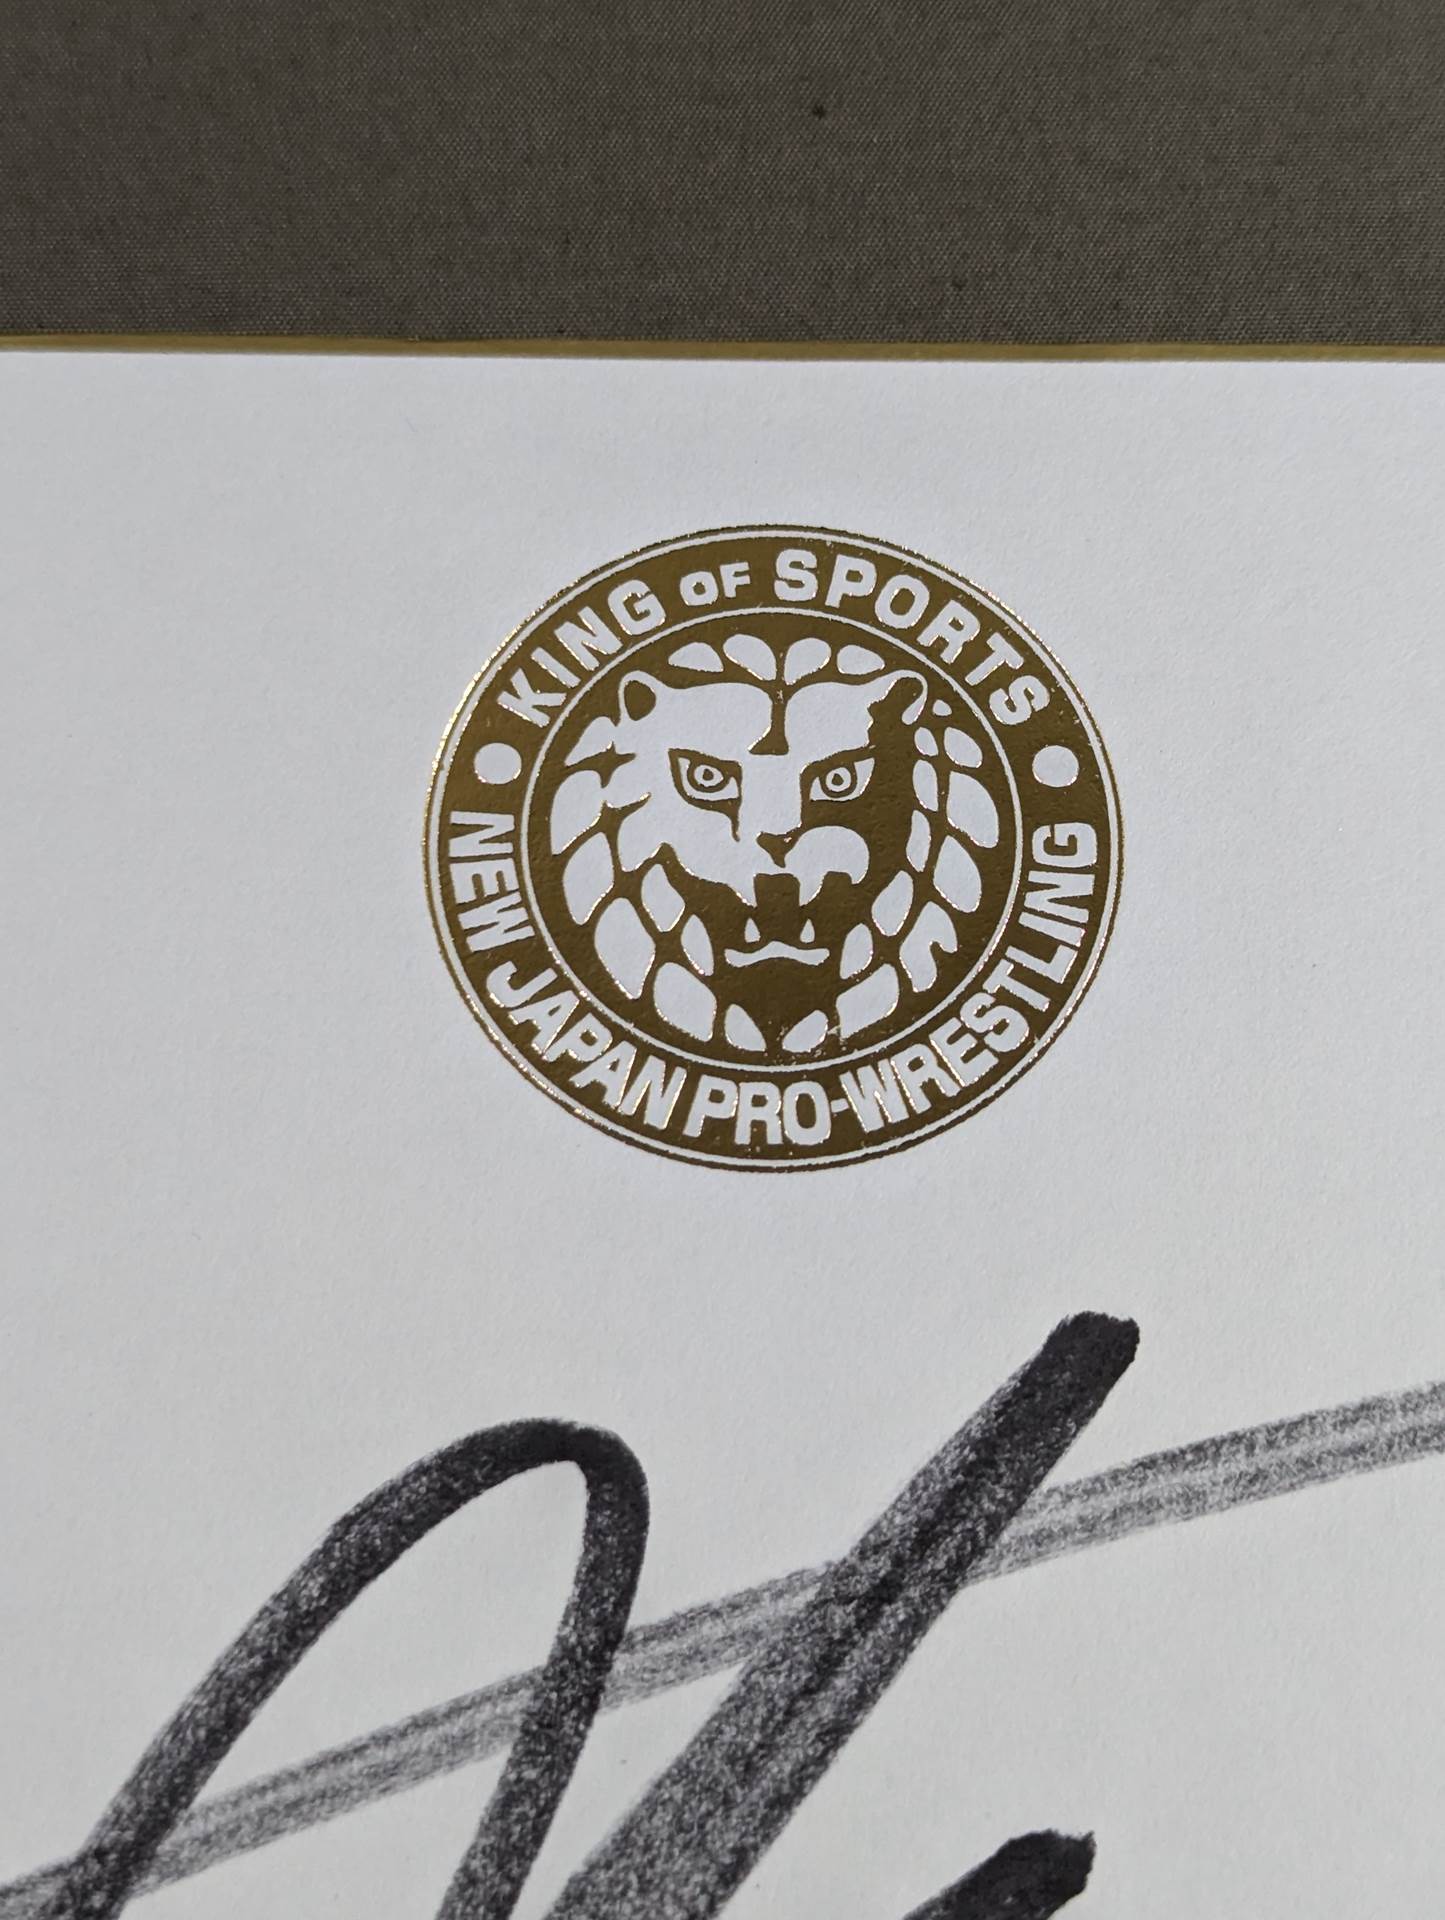 KING OF SPORTS
NEW JAPAN PRO-WRESTLING